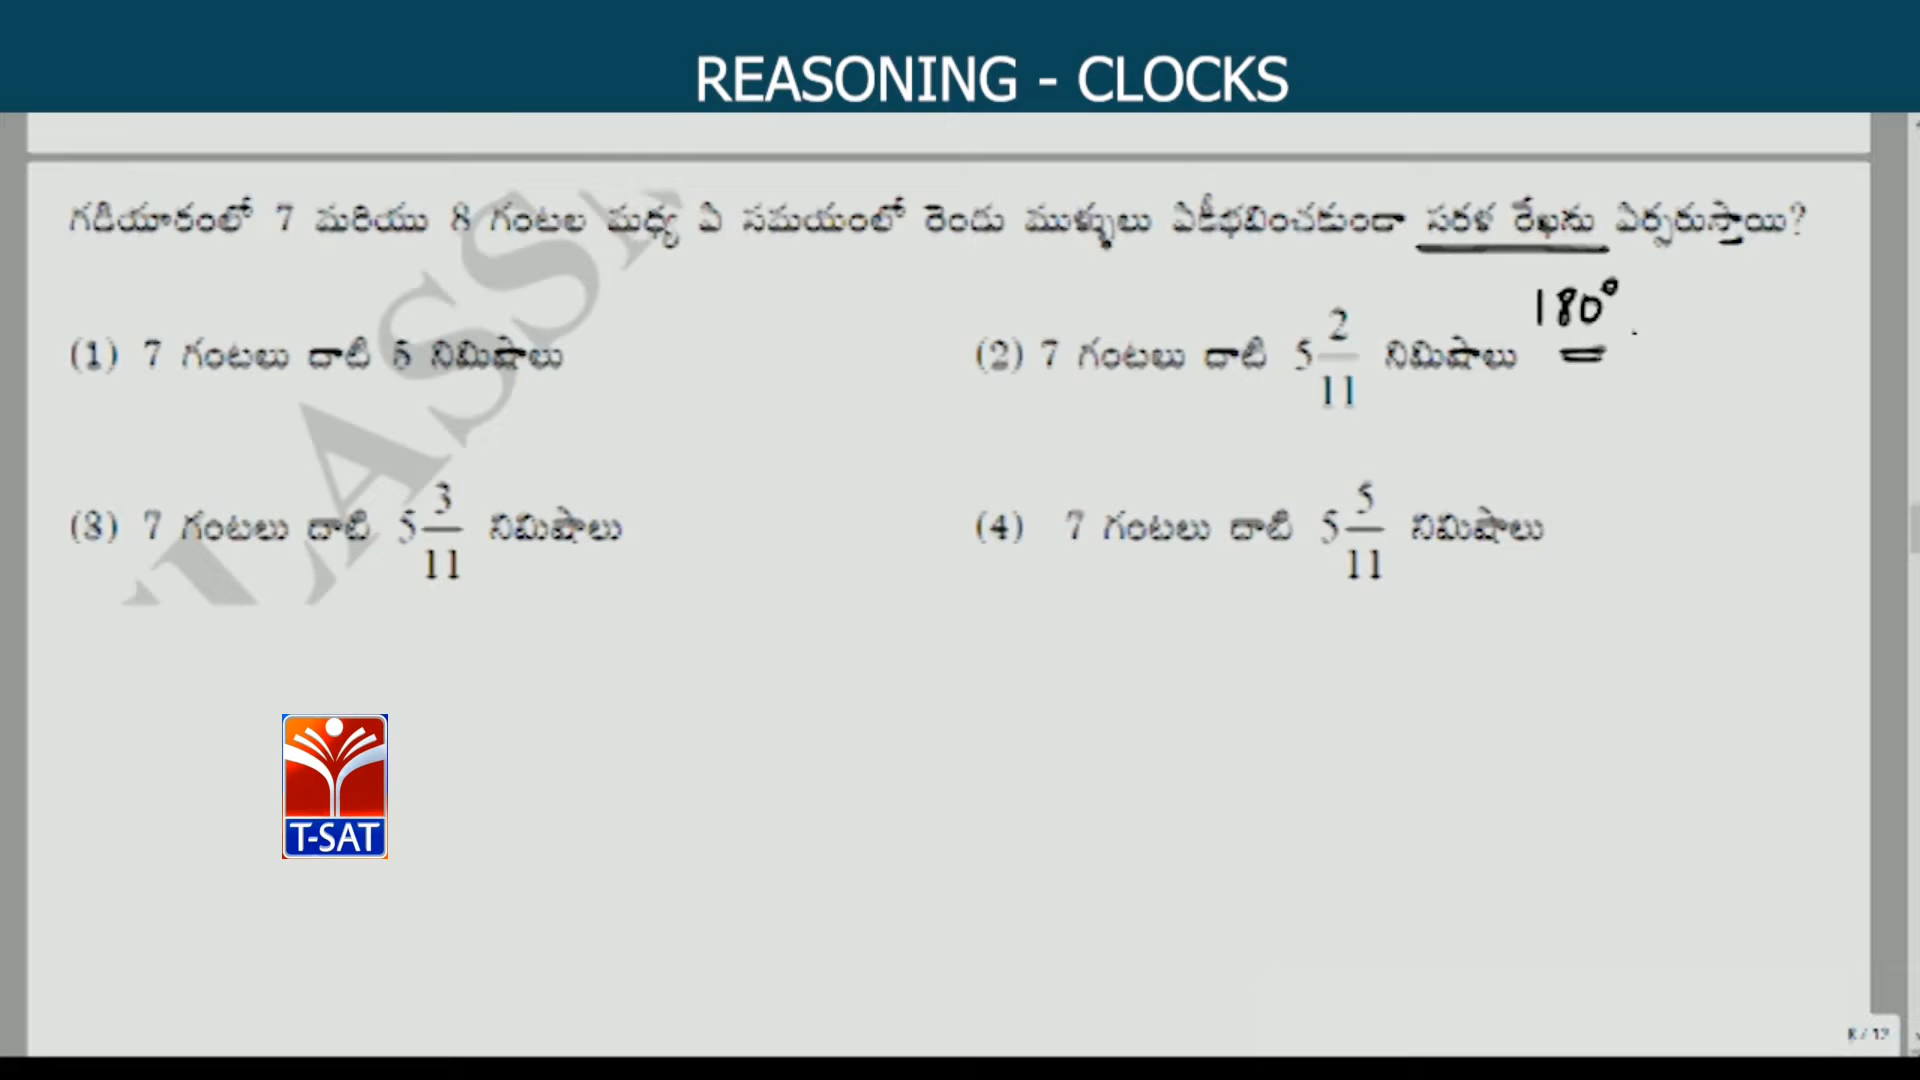 REASONING - CLOCKS
గడియారంలో 7 మరియు 8 గంటల మధ్య ఏ సమయంలో రెండు ముళ్ళులు ఏకీభవించకుండా సరళ రేఖను ఏర్పరుస్తాయి?
180°
(1) 7 గంటలు దాటి 5 నిమిషాలు
(2) 7 గంటలు దాటి 5 2/11 నిమిషాలు
(3) 7 గంటలు దాటి 5 3/11 నిమిషాలు
(4) 7 గంటలు దాటి 5 5/11 నిమిషాలు
T-SAT
8 / 12